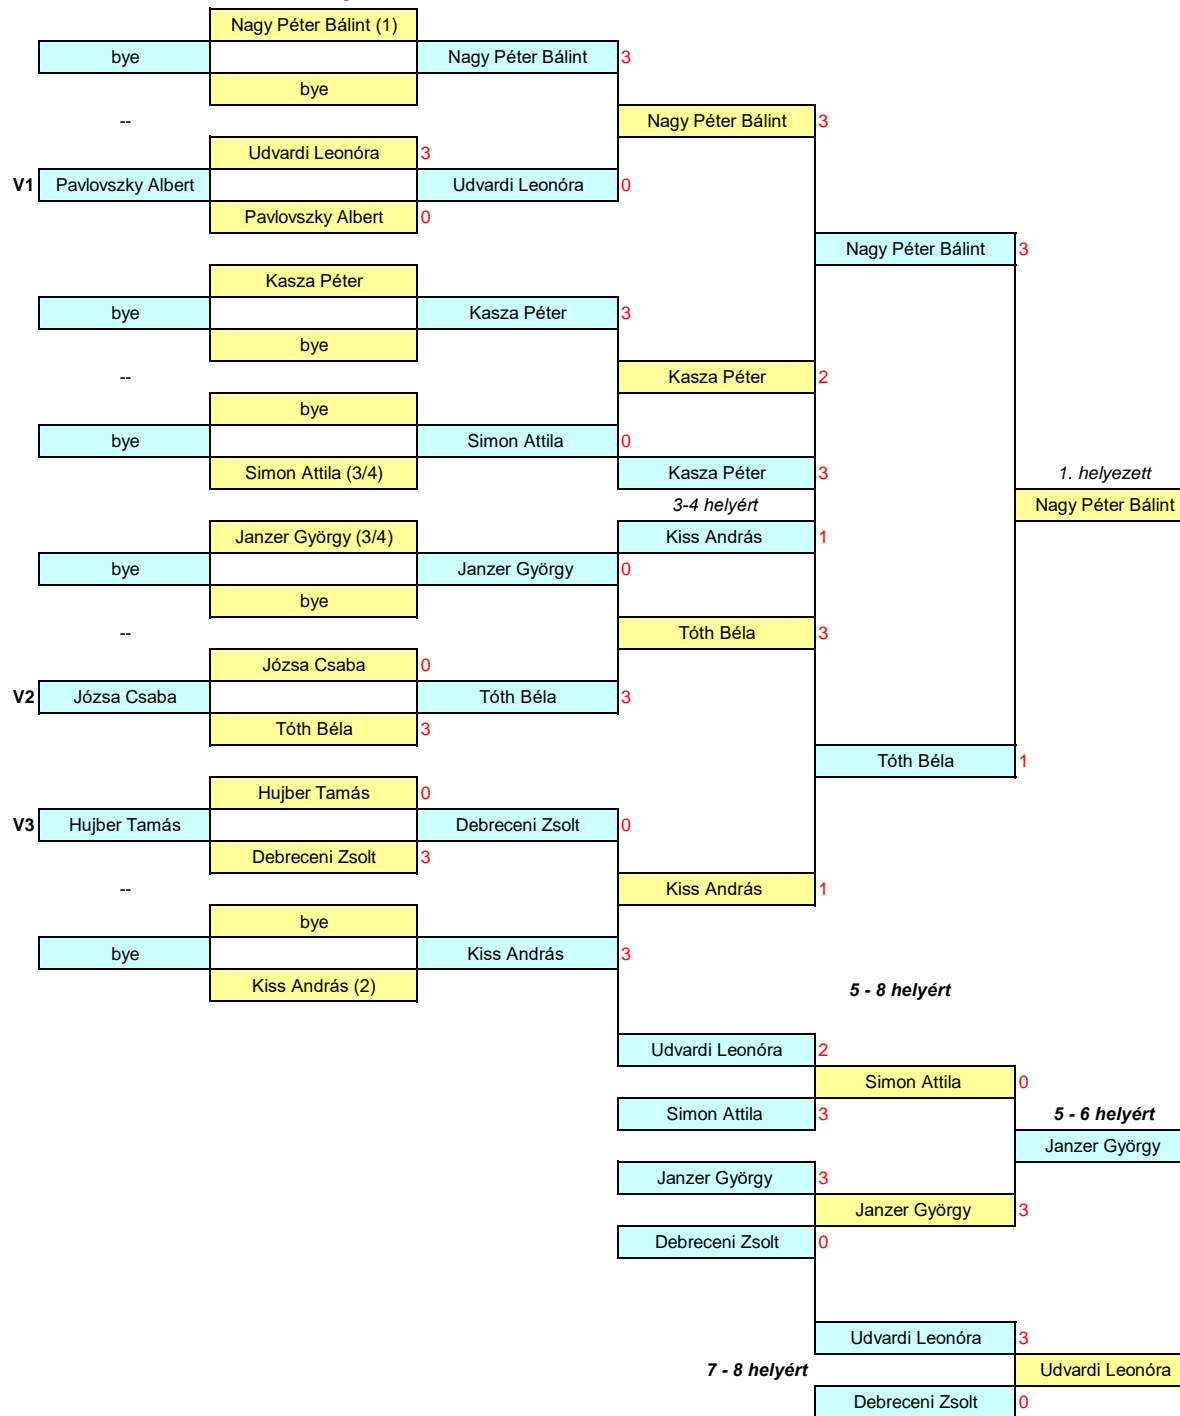 Nagy Péter Bálint (1)
bye Nagy Péter Bálint 3
bye
-- Nagy Péter Bálint 3
Udvardi Leonóra 3
V1 Pavlovszky Albert Udvardi Leonóra 0
Pavlovszky Albert 0
Nagy Péter Bálint 3
Kasza Péter
bye Kasza Péter 3
bye
-- Kasza Péter 2
bye
bye Simon Attila 0
Simon Attila (3/4) Kasza Péter 3 1. helyezett
3-4 helyért Nagy Péter Bálint
Janzer György (3/4) Kiss András 1
bye Janzer György 0
bye
-- Tóth Béla 3
Józsa Csaba 0
V2 Józsa Csaba Tóth Béla 3
Tóth Béla 3
Tóth Béla 1
Hujber Tamás 0
V3 Hujber Tamás Debreceni Zsolt 0
Debreceni Zsolt 3
-- Kiss András 1
bye
bye Kiss András 3
Kiss András (2) 5 - 8 helyért
Udvardi Leonóra 2
Simon Attila 0
Simon Attila 3 5 - 6 helyért
Janzer György
Janzer György 3
Janzer György 3
Debreceni Zsolt 0
Udvardi Leonóra 3
7 - 8 helyért Udvardi Leonóra
Debreceni Zsolt 0